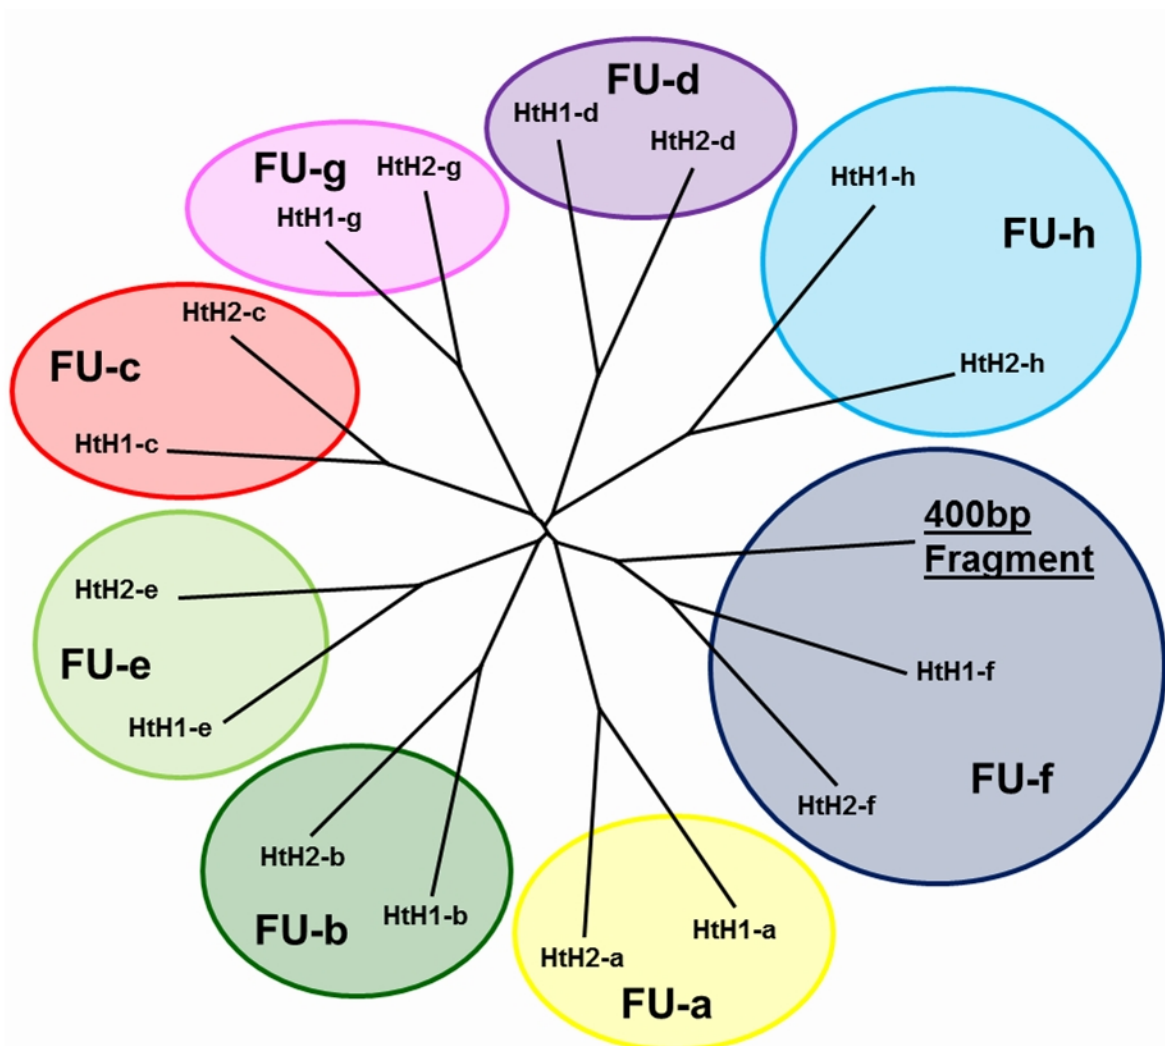 FU-d
HtH1-d
HtH2-d
FU-g
HtH2-g
HtH1-g
HtH1-h
FU-h
HtH2-h
HtH2-c
FU-c
HtH1-c
400bp
Fragment
HtH1-f
FU-f
HtH2-f
HtH2-e
FU-e
HtH1-e
HtH2-b
HtH1-b
FU-b
HtH1-a
HtH2-a
FU-a